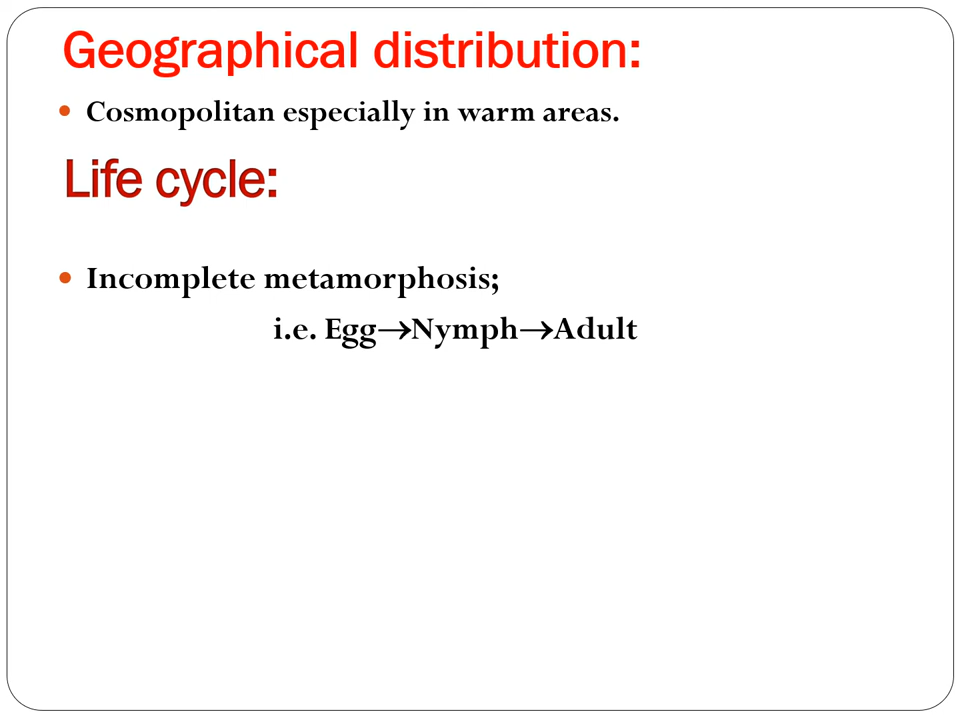 Geographical distribution:
• Cosmopolitan especially in warm areas.
Life cycle:
• Incomplete metamorphosis;
i.e. Egg→Nymph→Adult